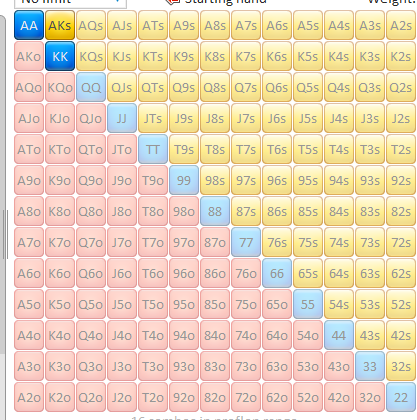 No limit Starting hand Weight:
AA AKs AQs AJs ATs A9s A8s A7s A6s A5s A4s A3s A2s
AKo KK KQs KJs KTs K9s K8s K7s K6s K5s K4s K3s K2s
AQo KQo QQ QJs QTs Q9s Q8s Q7s Q6s Q5s Q4s Q3s Q2s
AJo KJo QJo JJ JTs J9s J8s J7s J6s J5s J4s J3s J2s
ATo KTo QTo JTo TT T9s T8s T7s T6s T5s T4s T3s T2s
A9o K9o Q9o J9o T9o 99 98s 97s 96s 95s 94s 93s 92s
A8o K8o Q8o J8o T8o 98o 88 87s 86s 85s 84s 83s 82s
A7o K7o Q7o J7o T7o 97o 87o 77 76s 75s 74s 73s 72s
A6o K6o Q6o J6o T6o 96o 86o 76o 66 65s 64s 63s 62s
A5o K5o Q5o J5o T5o 95o 85o 75o 65o 55 54s 53s 52s
A4o K4o Q4o J4o T4o 94o 84o 74o 64o 54o 44 43s 42s
A3o K3o Q3o J3o T3o 93o 83o 73o 63o 53o 43o 33 32s
A2o K2o Q2o J2o T2o 92o 82o 72o 62o 52o 42o 32o 22
16 combos in preflop range